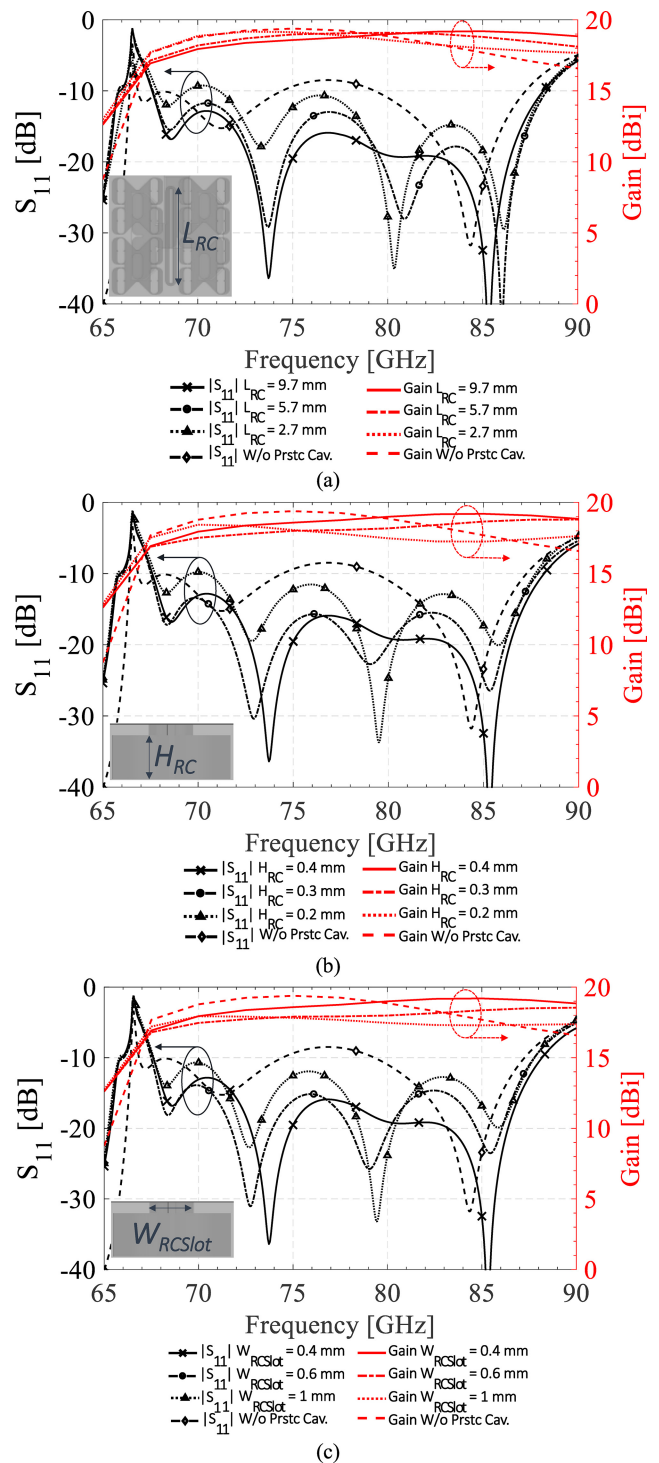 0 20
-10 16
12
-20
8
-30
4
-40 0
65 70 75 80 85 90
S11 [dB]
Gain [dBi]
LRC
Frequency [GHz]
|S11| LRC = 9.7 mm Gain LRC = 9.7 mm
|S11| LRC = 5.7 mm Gain LRC = 5.7 mm
|S11| LRC = 2.7 mm Gain LRC = 2.7 mm
|S11| W/o Prstc Cav. Gain W/o Prstc Cav.
(a)
0 20
-10 15
-20 10
-30 5
-40 0
65 70 75 80 85 90
S11 [dB]
Gain [dBi]
HRC
Frequency [GHz]
|S11| HRC = 0.4 mm Gain HRC = 0.4 mm
|S11| HRC = 0.3 mm Gain HRC = 0.3 mm
|S11| HRC = 0.2 mm Gain HRC = 0.2 mm
|S11| W/o Prstc Cav. Gain W/o Prstc Cav.
(b)
0 20
-10 15
-20 10
-30 5
-40 0
65 70 75 80 85 90
S11 [dB]
Gain [dBi]
WRCSlot
Frequency [GHz]
|S11| WRCSlot = 0.4 mm Gain WRCSlot = 0.4 mm
|S11| WRCSlot = 0.6 mm Gain WRCSlot = 0.6 mm
|S11| WRCSlot = 1 mm Gain WRCSlot = 1 mm
|S11| W/o Prstc Cav. Gain W/o Prstc Cav.
(c)